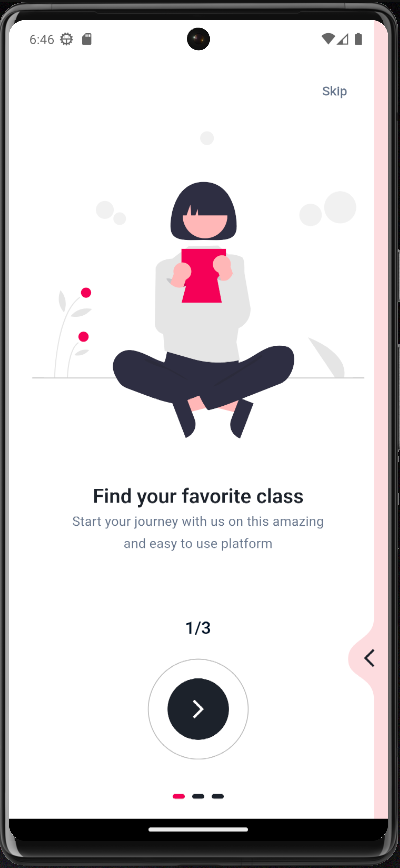 6:46
Skip
Find your favorite class
Start your journey with us on this amazing
and easy to use platform
1/3